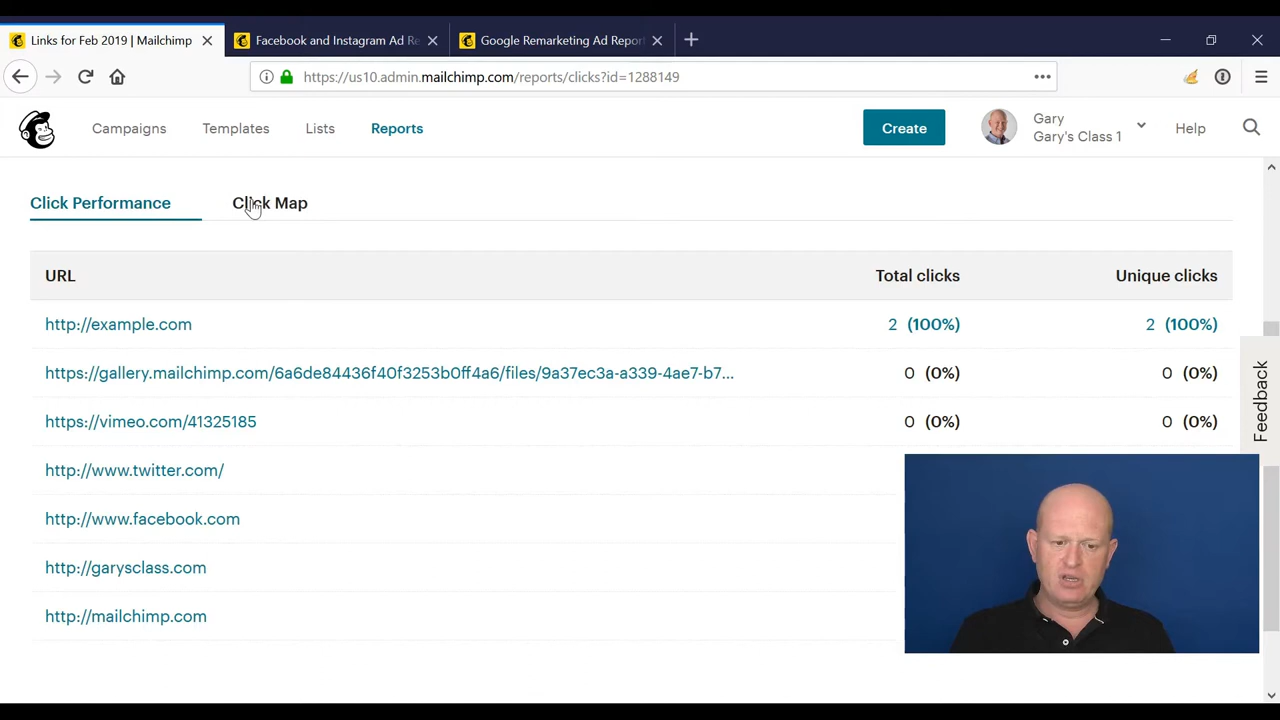 Links for Feb 2019 | Mailchimp
Facebook and Instagram Ad Re
Google Remarketing Ad Repor
https://us10.admin.mailchimp.com/reports/clicks?id=1288149
Campaigns
Templates
Lists
Reports
Create
Gary
Gary's Class 1
Help
Click Performance
Click Map
URL
Total clicks
Unique clicks
http://example.com
2 (100%)
2 (100%)
https://gallery.mailchimp.com/6a6de84436f40f3253b0ff4a6/files/9a37ec3a-a339-4ae7-b7...
0 (0%)
0 (0%)
https://vimeo.com/41325185
0 (0%)
0 (0%)
http://www.twitter.com/
http://www.facebook.com
http://garysclass.com
http://mailchimp.com
Feedback